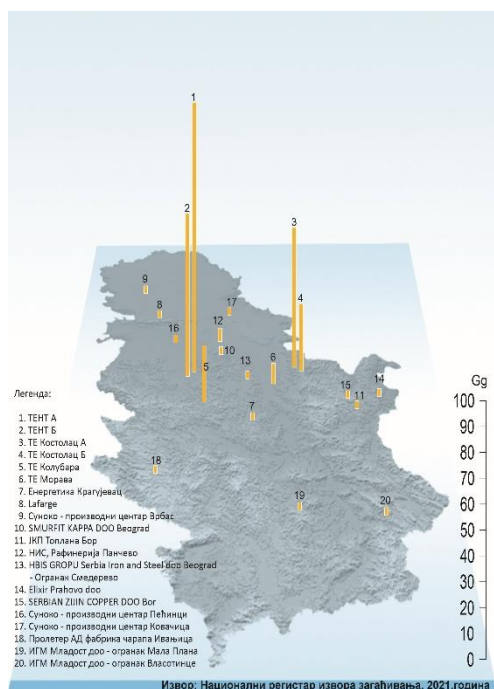 1
2
3
4
9
8
17
16
12
10
5
13
6
15
14
11
7
18
19
20
Gg
100
90
80
70
60
50
40
30
20
10
0
Легенда:
1. ТЕНТ А
2. ТЕНТ Б
3. ТЕ Костолац А
4. ТЕ Костолац Б
5. ТЕ Колубара
6. ТЕ Морава
7. Енергетика Крагујевац
8. Lafarge
9. Суноко - производни центар Врбас
10. SMURFIT KAPPA DOO Beograd
11. ЈКП Топлана Бор
12. НИС, Рафинерија Панчево
13. HBIS GROPU Serbia Iron and Steel doo Beograd
- Огранак Смедерево
14. Elixir Prahovo doo
15. SERBIAN ZIJIN COPPER DOO Bor
16. Суноко - производни центар Пећинци
17. Суноко - производни центар Ковачица
18. Пролетер АД фабрика чарапа Ивањица
19. ИГМ Младост доо - огранак Мала Плана
20. ИГМ Младост доо - огранак Власотинце
Извор: Национални регистар извора загађивања, 2021.година